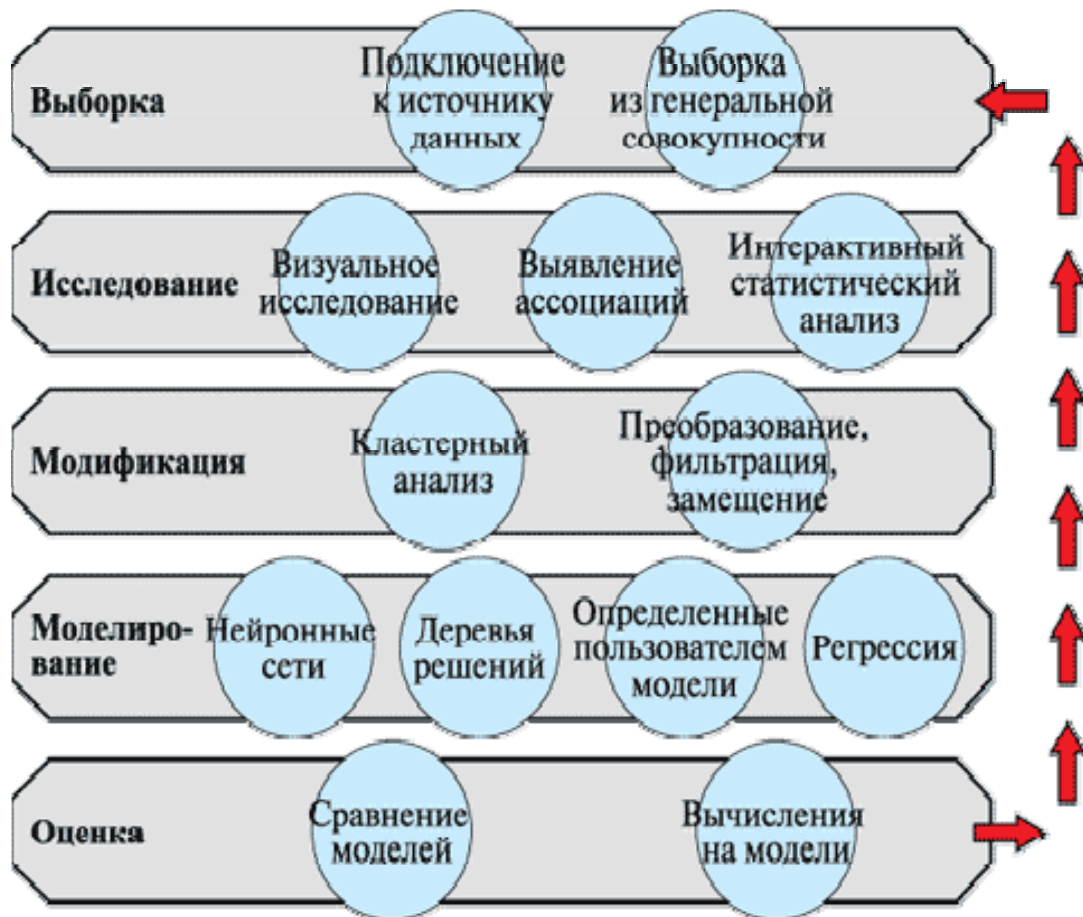 Выборка
Подключение
к источнику
данных
Выборка
из генеральной
совокупности
Исследование
Визуальное
исследование
Выявление
ассоциаций
Интерактивный
статистический
анализ
Модификация
Кластерный
анализ
Преобразование,
фильтрация,
замещение
Моделиро-
вание
Нейронные
сети
Деревья
решений
Определенные
пользователем
модели
Регрессия
Оценка
Сравнение
моделей
Вычисления
на модели